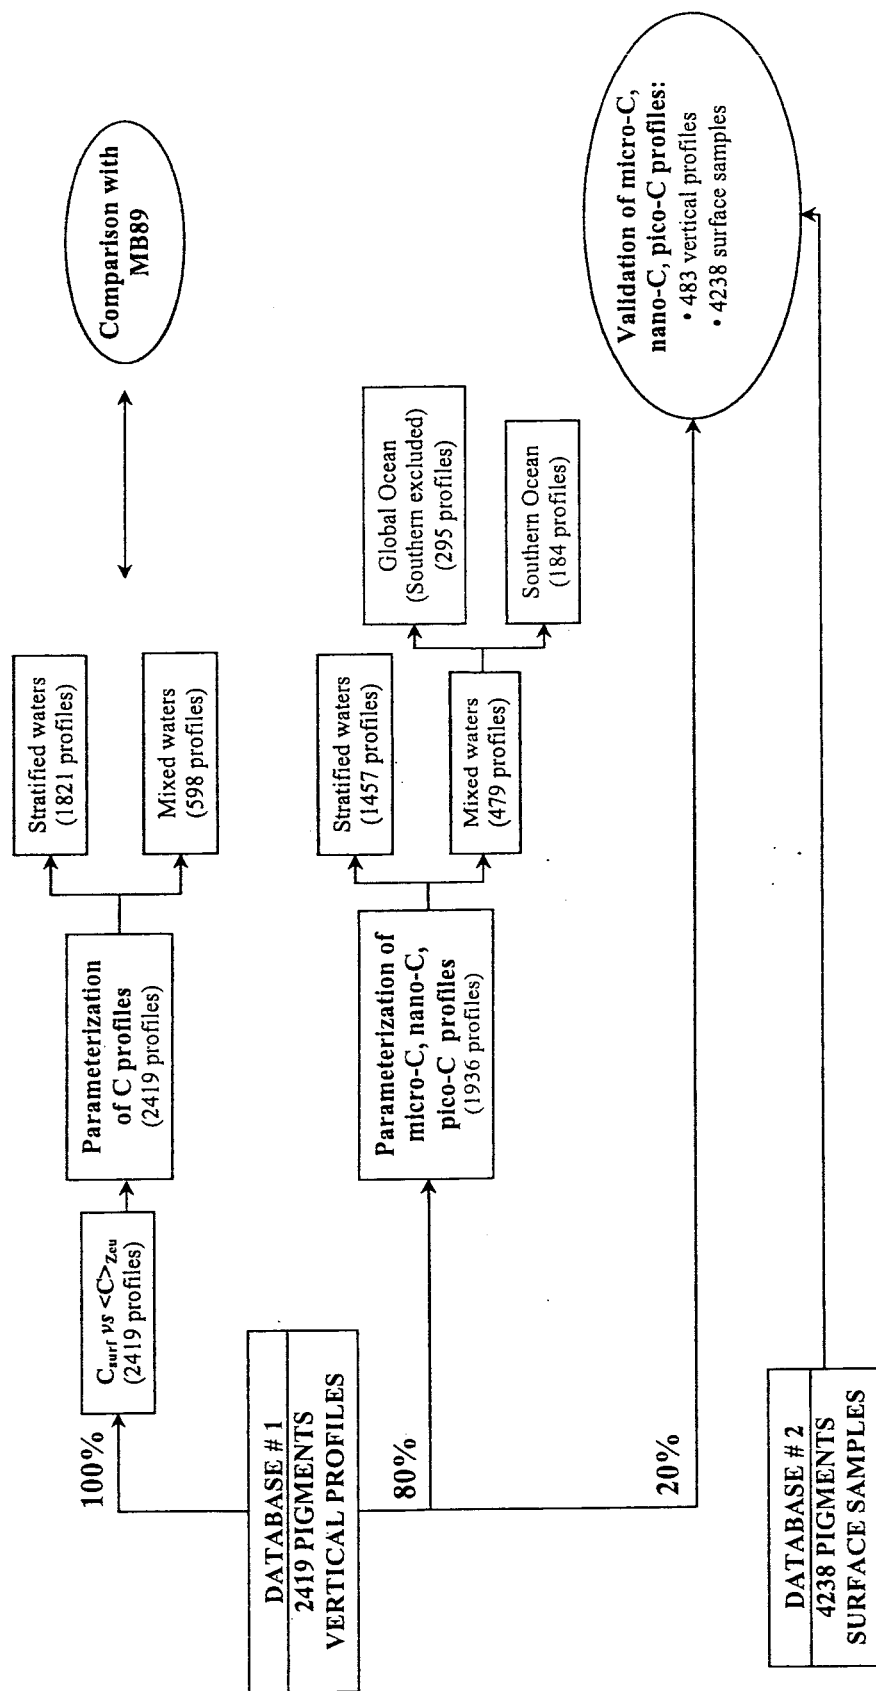 100%
C surf vs <C> Zeu
(2419 profiles)
Parameterization
of C profiles
(2419 profiles)
Stratified waters
(1821 profiles)
Mixed waters
(598 profiles)
Comparison with
MB89
DATABASE # 1
2419 PIGMENTS
VERTICAL PROFILES
80%
Parameterization of
micro-C, nano-C,
pico-C profiles
(1936 profiles)
Stratified waters
(1457 profiles)
Mixed waters
(479 profiles)
Global Ocean
(Southern excluded)
(295 profiles)
Southern Ocean
(184 profiles)
20%
Validation of micro-C,
nano-C, pico-C profiles:
• 483 vertical profiles
• 4238 surface samples
DATABASE # 2
4238 PIGMENTS
SURFACE SAMPLES